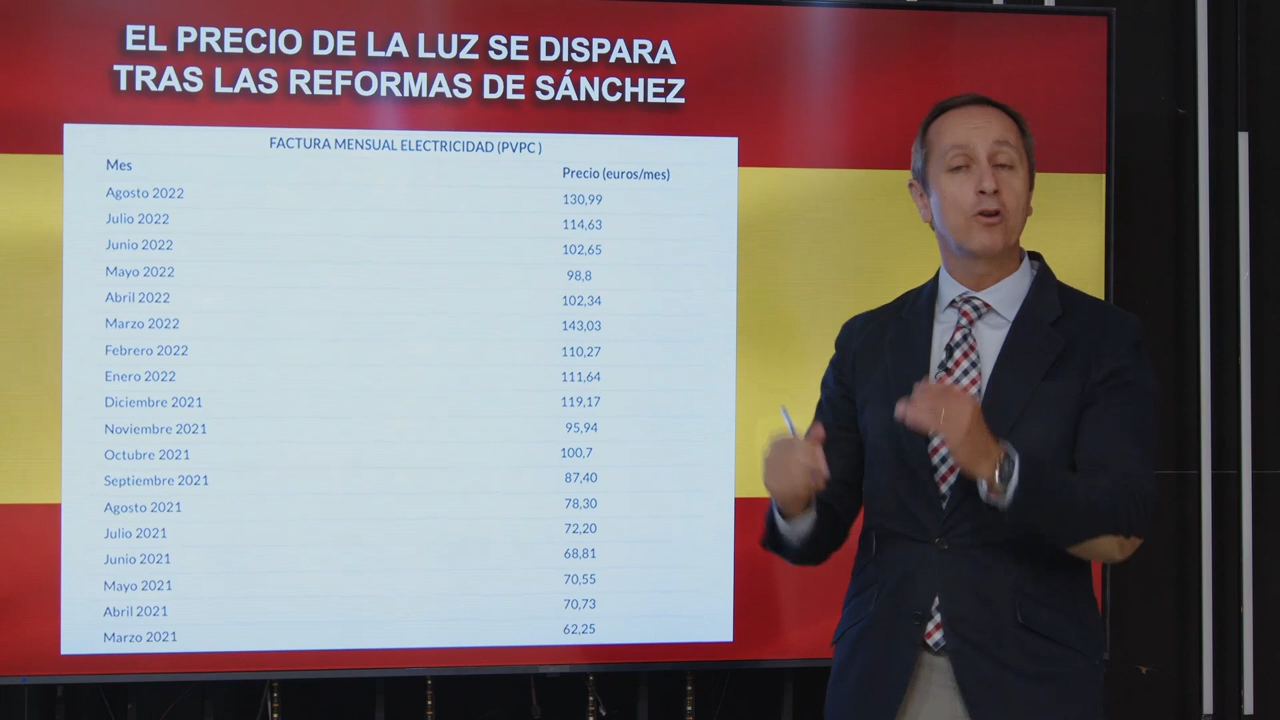 EL PRECIO DE LA LUZ SE DISPARA
TRAS LAS REFORMAS DE SÁNCHEZ
FACTURA MENSUAL ELECTRICIDAD (PVPC )
Mes Precio (euros/mes)
Agosto 2022 130,99
Julio 2022 114,63
Junio 2022 102,65
Mayo 2022 98,8
Abril 2022 102,34
Marzo 2022 143,03
Febrero 2022 110,27
Enero 2022 111,64
Diciembre 2021 119,17
Noviembre 2021 95,94
Octubre 2021 100,7
Septiembre 2021 87,40
Agosto 2021 78,30
Julio 2021 72,20
Junio 2021 68,81
Mayo 2021 70,55
Abril 2021 70,73
Marzo 2021 62,25